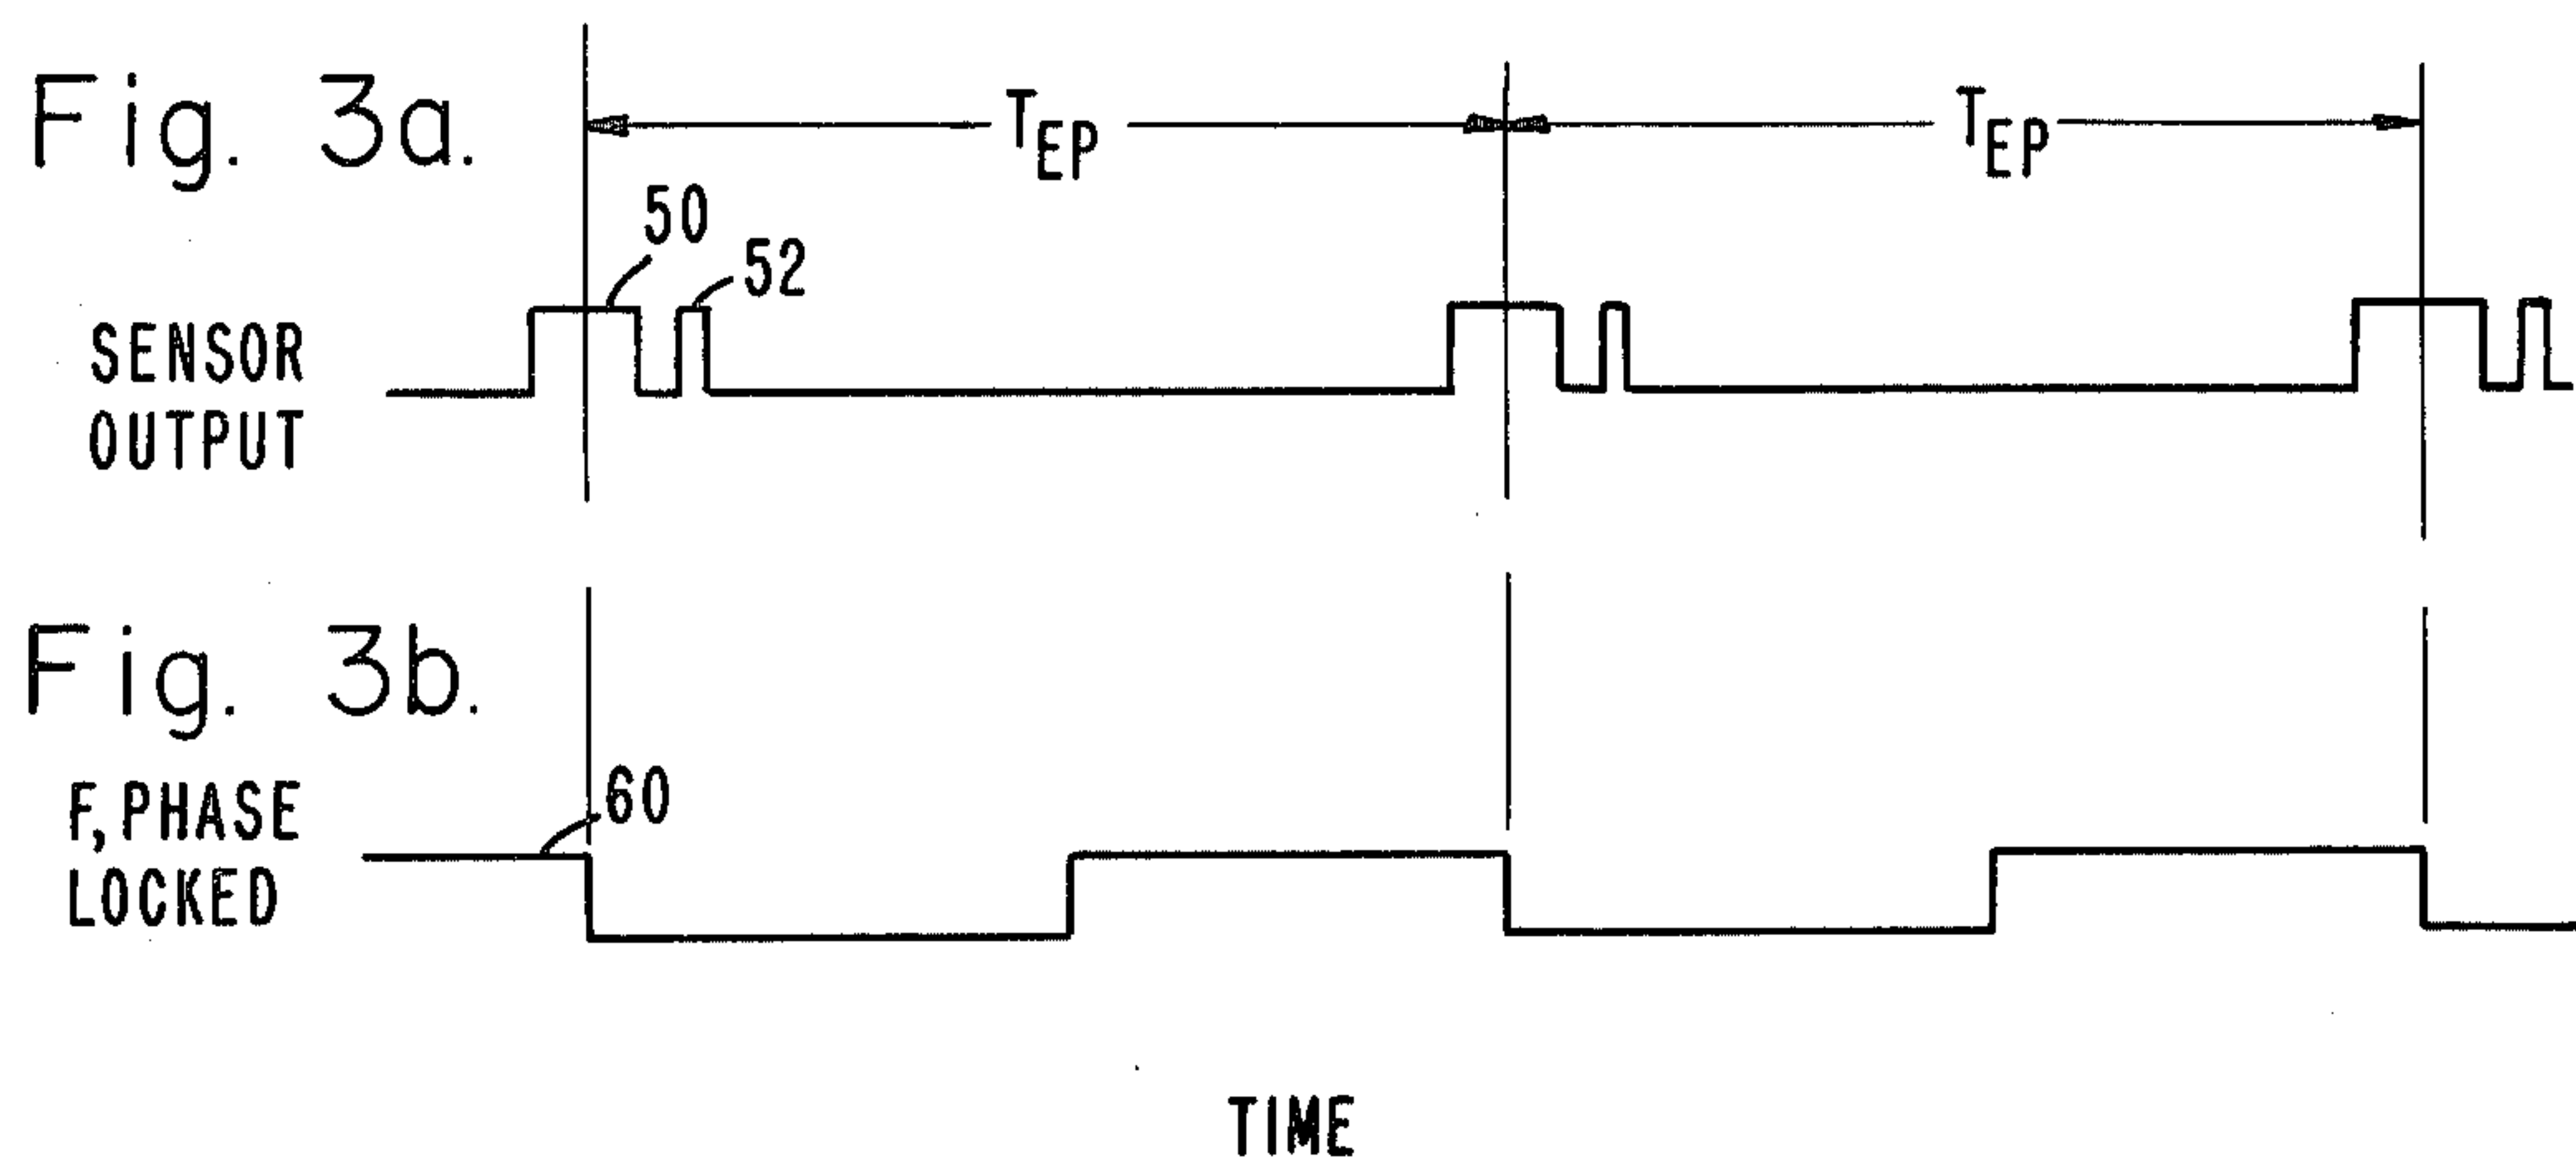 Fig. 3a.
T_EP
T_EP
50
52
SENSOR
OUTPUT
Fig. 3b.
60
F, PHASE
LOCKED
TIME